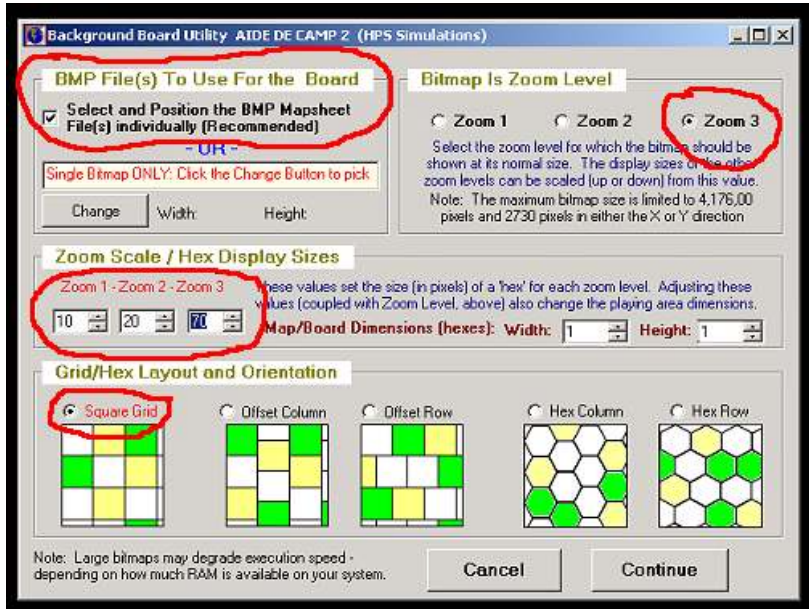 Background Board Utility AIDE DE CAMP 2 (HPS Simulations)
BMP File(s) To Use For the Board
Select and Position the BMP Mapsheet
File(s) individually (Recommended)
- OR -
Single Bitmap ONLY: Click the Change Button to pick
Change Width: Height:
Bitmap Is Zoom Level
Zoom 1 Zoom 2 Zoom 3
Select the zoom level for which the bitmap should be
shown at its normal size. The display sizes of the other
zoom levels can be scaled (up or down) from this value.
Note: The maximum bitmap size is limited to 4,176,00
pixels and 2730 pixels in either the X or Y direction
Zoom Scale / Hex Display Sizes
Zoom 1 - Zoom 2 - Zoom 3
10 20 70
These values set the size (in pixels) of a 'hex' for each zoom level. Adjusting these
values (coupled with Zoom Level, above) also change the playing area dimensions.
Map/Board Dimensions (hexes): Width: 1 Height: 1
Grid/Hex Layout and Orientation
Square Grid Offset Column Offset Row Hex Column Hex Row
Note: Large bitmaps may degrade execution speed -
depending on how much RAM is available on your system.
Cancel Continue